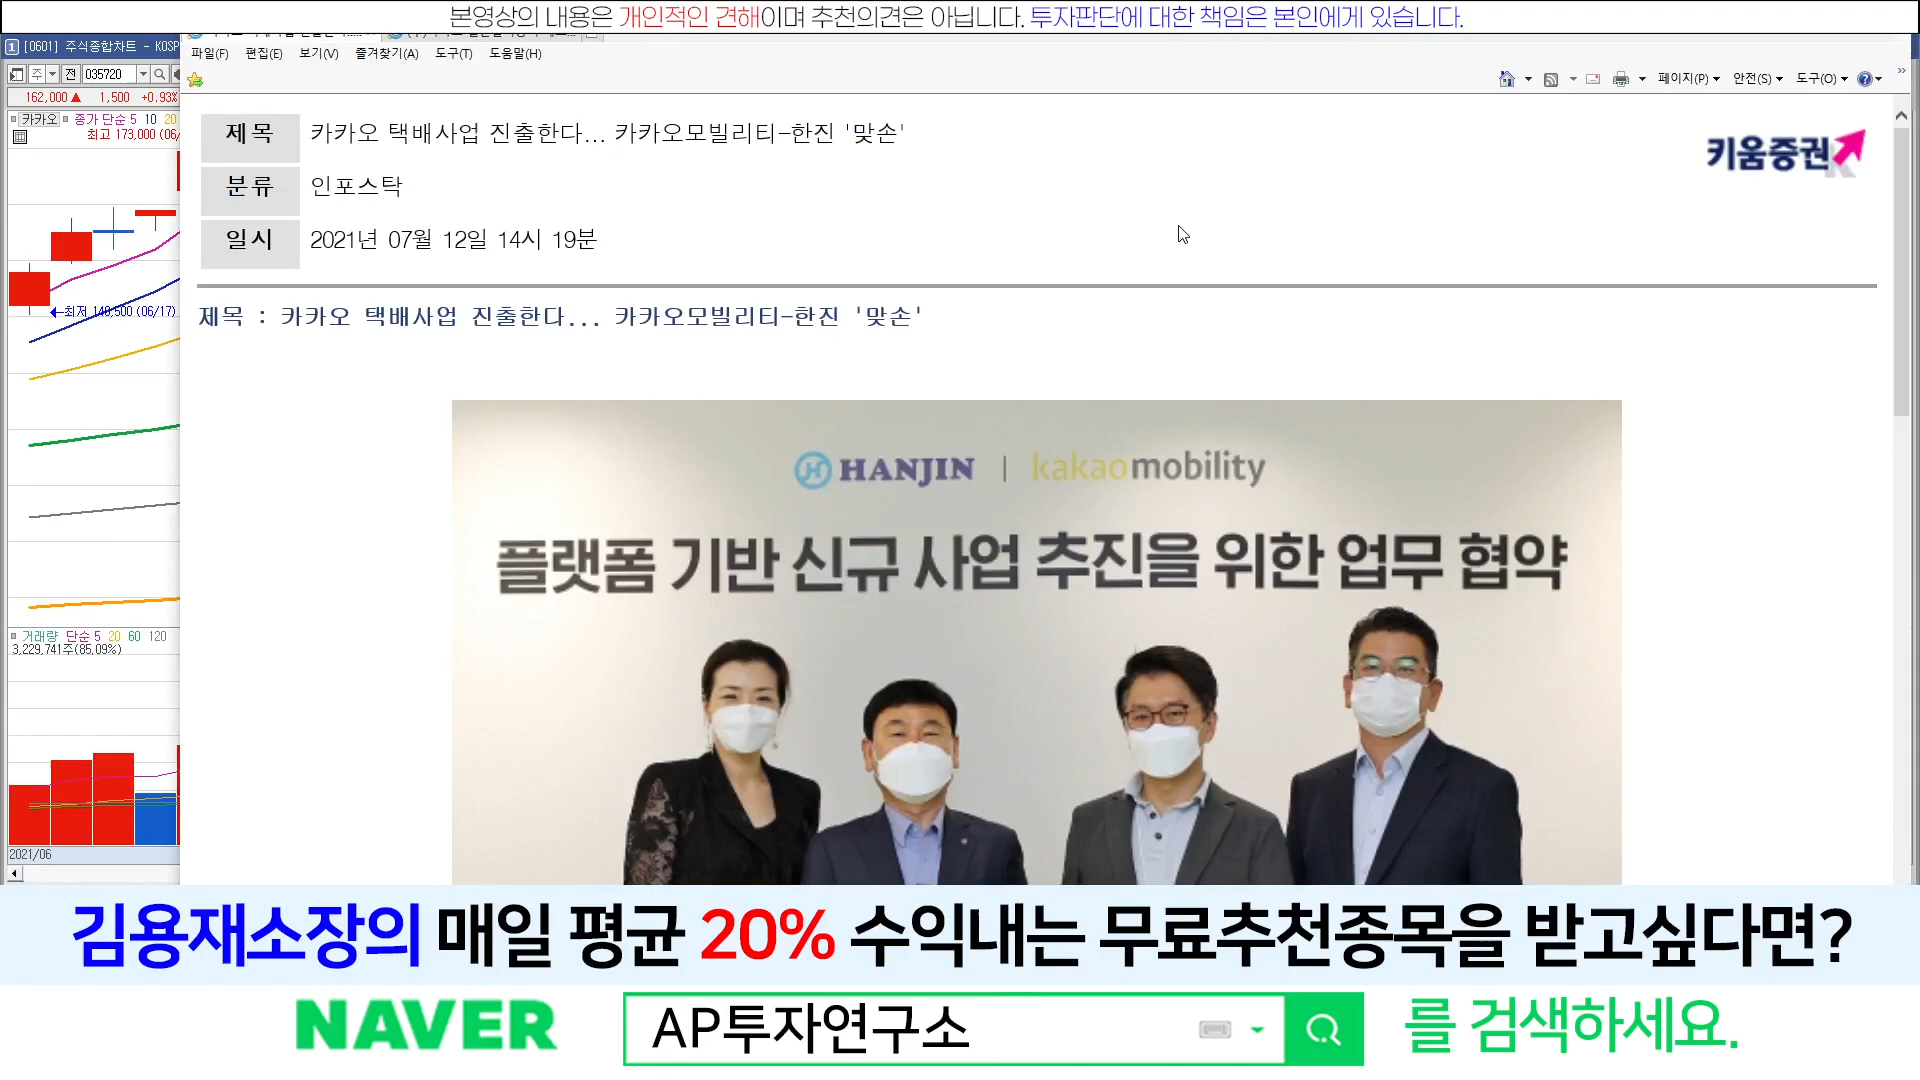 본영상의 내용은 개인적인 견해이며 추천의견은 아닙니다. 투자판단에 대한 책임은 본인에게 있습니다.
1 [0601] 주식종합차트 - KOSP
파일(F) 편집(E) 보기(V) 즐겨찾기(A) 도구(T) 도움말(H)
주 전 035720
페이지(P) 안전(S) 도구(O)
162,000▲ 1,500 +0.93%
카카오 종가 단순 5 10 20
최고 173,000 (06/
제목 카카오 택배사업 진출한다... 카카오모빌리티-한진 '맞손'
키움증권
분류 인포스탁
일시 2021년 07월 12일 14시 19분
←최저 140,500 (06/17)
제목 : 카카오 택배사업 진출한다... 카카오모빌리티-한진 '맞손'
HANJIN | kakaomobility
플랫폼 기반 신규 사업 추진을 위한 업무 협약
거래량 단순 5 20 60 120
3,229,741주(85,09%)
2021/06
김용재소장의 매일 평균 20% 수익내는 무료추천종목을 받고싶다면?
NAVER AP투자연구소 를 검색하세요.